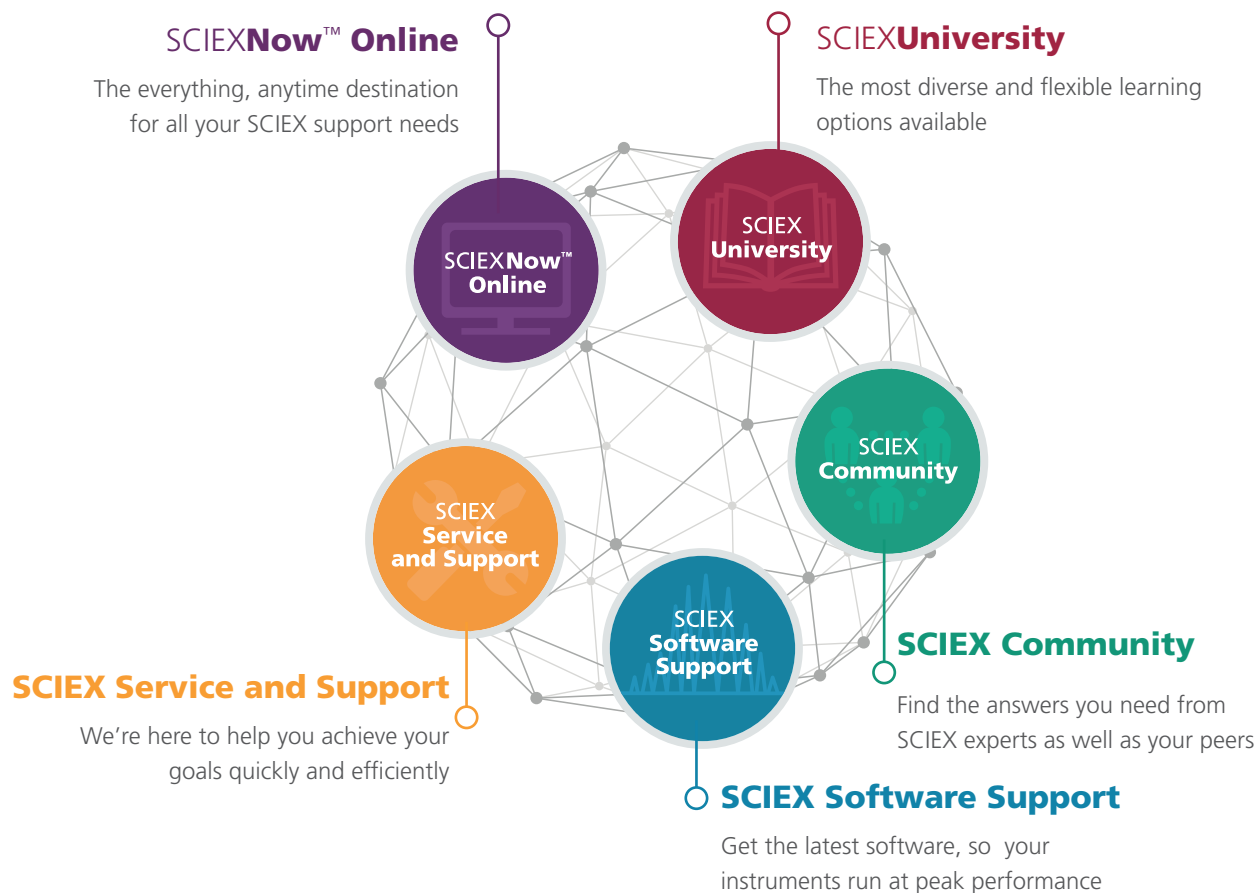 SCIEXNow™ Online
The everything, anytime destination
for all your SCIEX support needs
SCIEXUniversity
The most diverse and flexible learning
options available
SCIEXNow™
Online
SCIEX
University
SCIEX
Community
SCIEX
Service
and Support
SCIEX
Software
Support
SCIEX Community
Find the answers you need from
SCIEX experts as well as your peers
SCIEX Service and Support
We’re here to help you achieve your
goals quickly and efficiently
SCIEX Software Support
Get the latest software, so  your
instruments run at peak performance